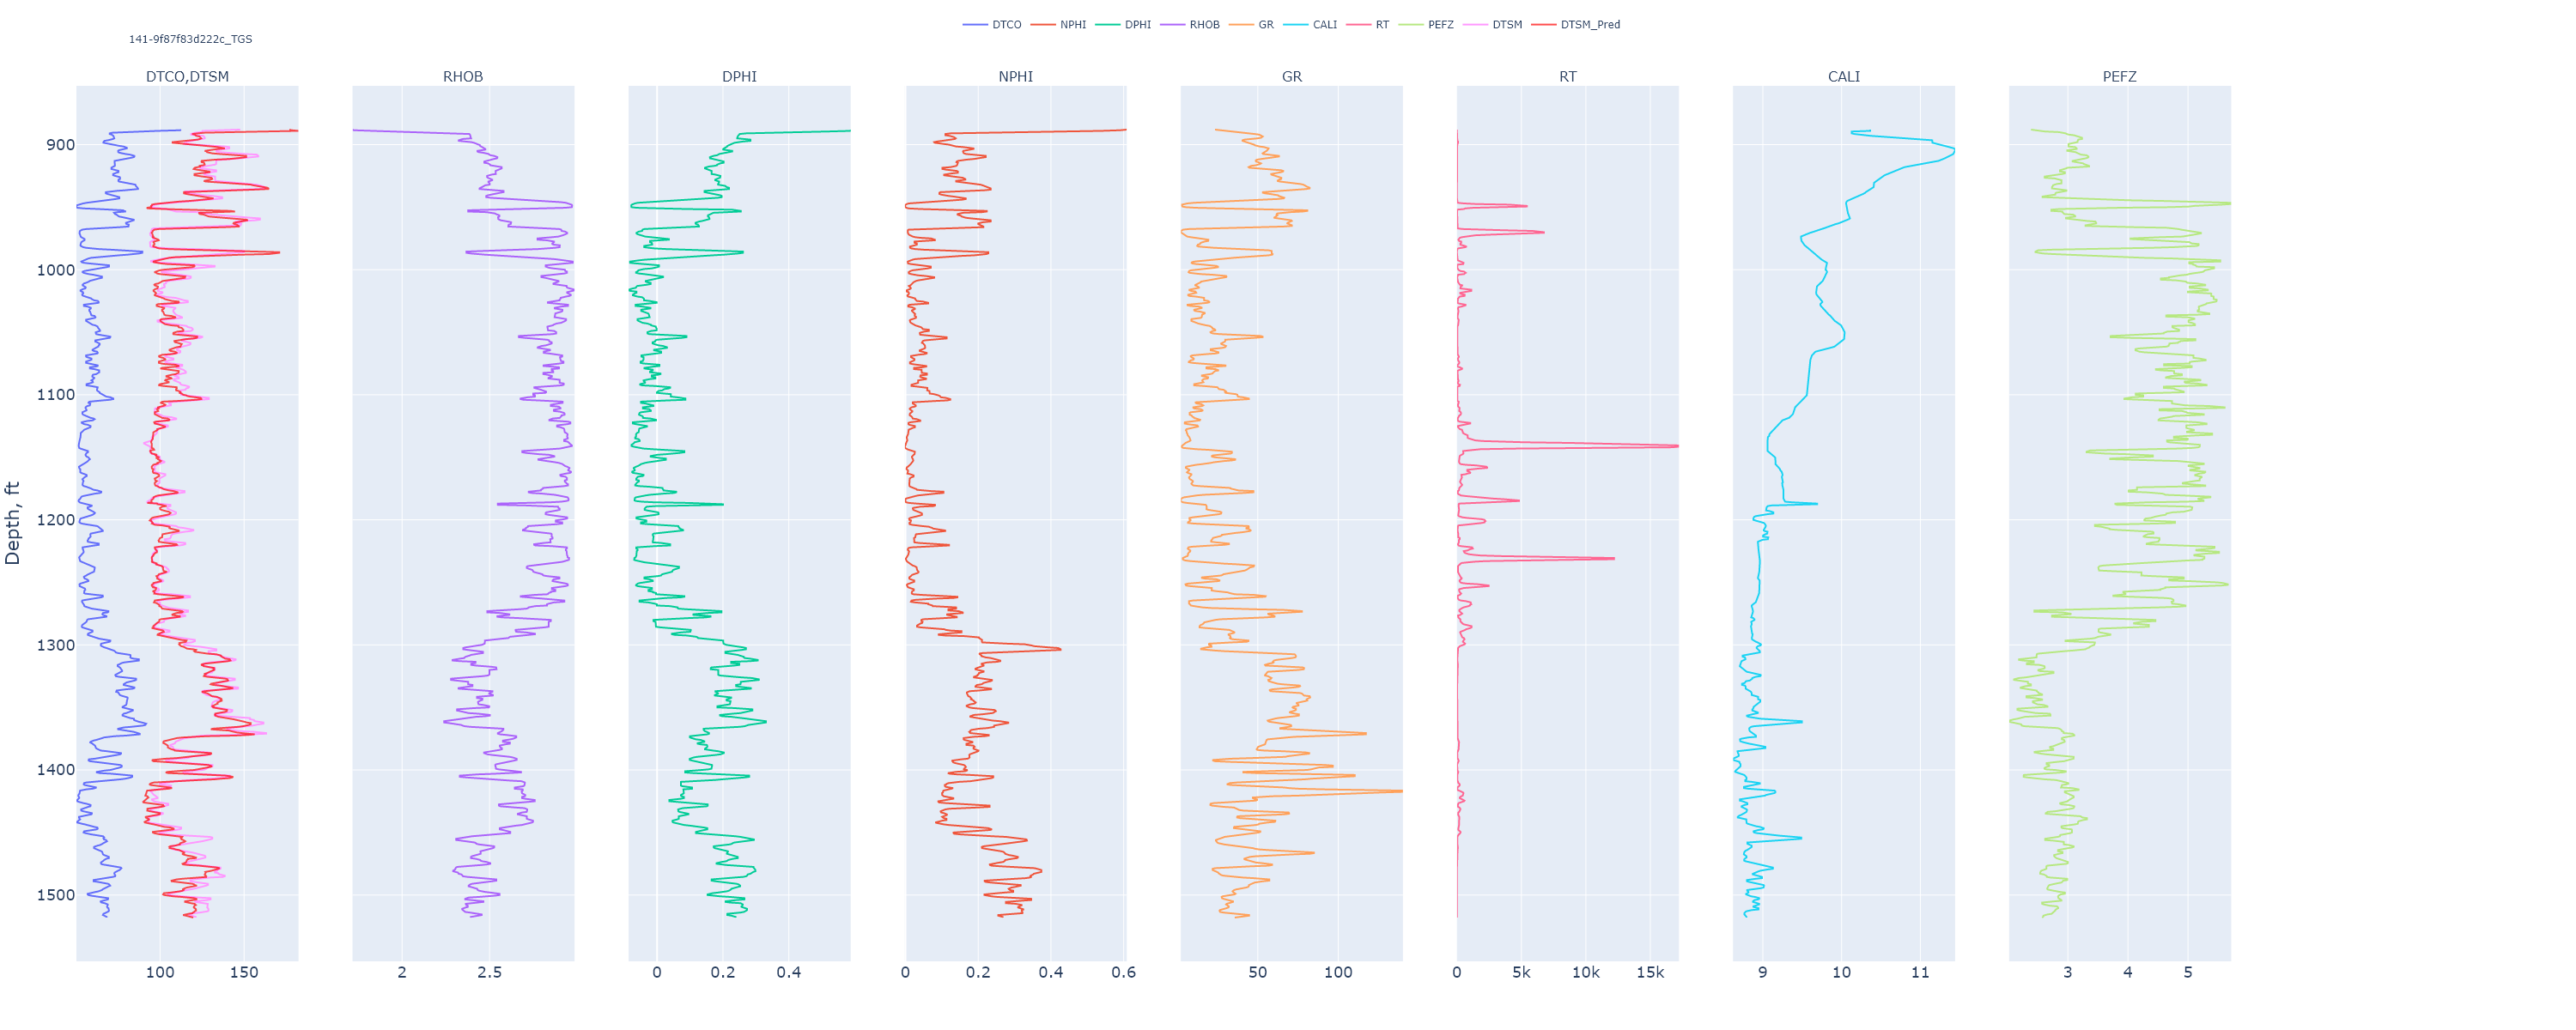 DTCO NPHI DPHI RHOB GR CALI RT PEFZ DTSM DTSM_Pred
141-9f87f83d222c_TGS
DTCO,DTSM RHOB DPHI NPHI GR RT CALI PEFZ
Depth, ft
900
1000
1100
1200
1300
1400
1500
100 150 2 2.5 0 0.2 0.4 0 0.2 0.4 0.6 50 100 0 5k 10k 15k 9 10 11 3 4 5